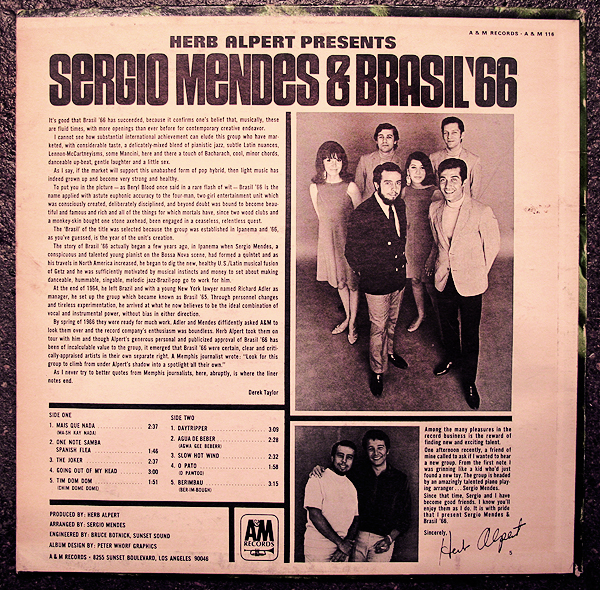 A & M RECORDS · A & M 116
HERB ALPERT PRESENTS
SERGIO MENDES & BRASIL '66
It's good that Brasil '66 has succeeded, because it confirms one's belief that, musically, these
are fluid times, with more openings than ever before for contemporary creative endeavor.
I cannot see how substantial international achievement can elude this group who have mar-
keted, with considerable taste, a delicately-mixed blend of pianistic jazz, subtle Latin nuances,
Lennon-McCartneyisms, some Mancini, here and there a touch of Bacharach, cool, minor chords,
danceable up-beat, gentle laughter and a little sex.
As I say, if the market will support this unabashed form of pop hybrid, then light music has
indeed grown up and become very strong and healthy.
To put you in the picture — as Beryl Blood once said in a rare flash of wit — Brasil '66 is the
name applied with astute euphonic accuracy to the four-man, two-girl entertainment unit which
was consciously created, deliberately disciplined, and beyond doubt was bound to become beau-
tiful and famous and rich and all of the things for which mortals have, since two wood clubs and
a monkey-skin bought one stone axehead, been engaged in a ceaseless, relentless quest.
The 'Brasil' of the title was selected because the group was established in Ipanema and '66,
as you've guessed, is the year of the unit's creation.
The story of Brasil '66 actually began a few years ago, in Ipanema when Sergio Mendes, a
conspicuous and talented young pianist on the Bossa Nova scene, had formed a quintet and as
his travels in North America increased, he began to dig the new, healthy U.S./Latin musical fusion
of Getz and he was sufficiently motivated by musical instincts and money to set about making
danceable, hummable, singable, melodic jazz-Brazil-pop go to work for him.
At the end of 1964, he left Brazil and with a young New York lawyer named Richard Adler as
manager, he set up the group which became known as Brasil '65. Through personnel changes
and tireless experimentation, he arrived at what he now believes to be the ideal combination of
vocal and instrumental power, without bias in either direction.
By spring of 1966 they were ready for much work. Adler and Mendes diffidently asked A&M to
look them over and the record company's enthusiasm was boundless. Herb Alpert took them on
tour with him and though Alpert's generous personal and publicized approval of Brasil '66 has
been of incalculable value to the group, it emerged that Brasil '66 were certain, clear and criti-
cally-appraised artists in their own separate right. A Memphis journalist wrote: "Look for this
group to climb from under Alpert's shadow into a spotlight all their own."
As I never try to better quotes from Memphis journalists, here, abruptly, is where the liner
notes end.
Derek Taylor
SIDE ONE
1. MAIS QUE NADA 2:37
(MA-SH KAY NADA)
2. ONE NOTE SAMBA
SPANISH FLEA 1:46
3. THE JOKER 2:37
4. GOING OUT OF MY HEAD 3:00
5. TIM DOM DOM 1:51
(CHIM DOME DOME)
SIDE TWO
1. DAYTRIPPER 3:09
2. AGUA DE BEBER 2:28
(AGWA GEE BEBERR)
3. SLOW HOT WIND 2:32
4. O PATO 1:58
(O PAWTOO)
5. BERIMBAU 3:15
(BER-IM-BOUGH)
PRODUCED BY: HERB ALPERT
ARRANGED BY: SERGIO MENDES
ENGINEERED BY: BRUCE BOTNICK, SUNSET SOUND
ALBUM DESIGN BY: PETER WHORF GRAPHICS
A & M RECORDS · 8255 SUNSET BOULEVARD, LOS ANGELES 90046
A&M
RECORDS
Among the many pleasures in the
record business is the reward of
finding new and exciting talent.
One afternoon recently, a friend of
mine called to ask if I wanted to hear
a new group. From the first note I
was grinning like a kid who'd just
found a new toy. The group is headed
by an amazingly talented piano play-
ing arranger . . . Sergio Mendes.
Since that time, Sergio and I have
become good friends. I know you'll
enjoy them as I do. It is with pride
that I present Sergio Mendes &
Brasil '66.
Sincerely,
Herb Alpert
5